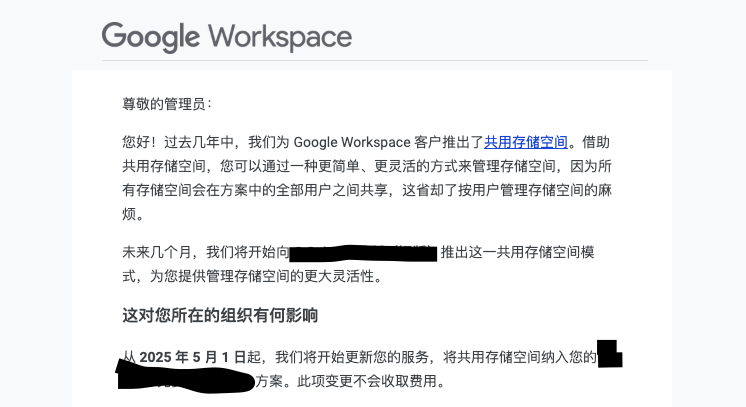 Google Workspace
尊敬的管理员：
您好！过去几年中，我们为 Google Workspace 客户推出了共用存储空间。借助
共用存储空间，您可以通过一种更简单、更灵活的方式来管理存储空间，因为所
有存储空间会在方案中的全部用户之间共享，这省却了按用户管理存储空间的麻
烦。
未来几个月，我们将开始向 推出这一共用存储空间模
式，为您提供管理存储空间的更大灵活性。
这对您所在的组织有何影响
从 2025 年 5 月 1 日起，我们将开始更新您的服务，将共用存储空间纳入您的
方案。此项变更不会收取费用。